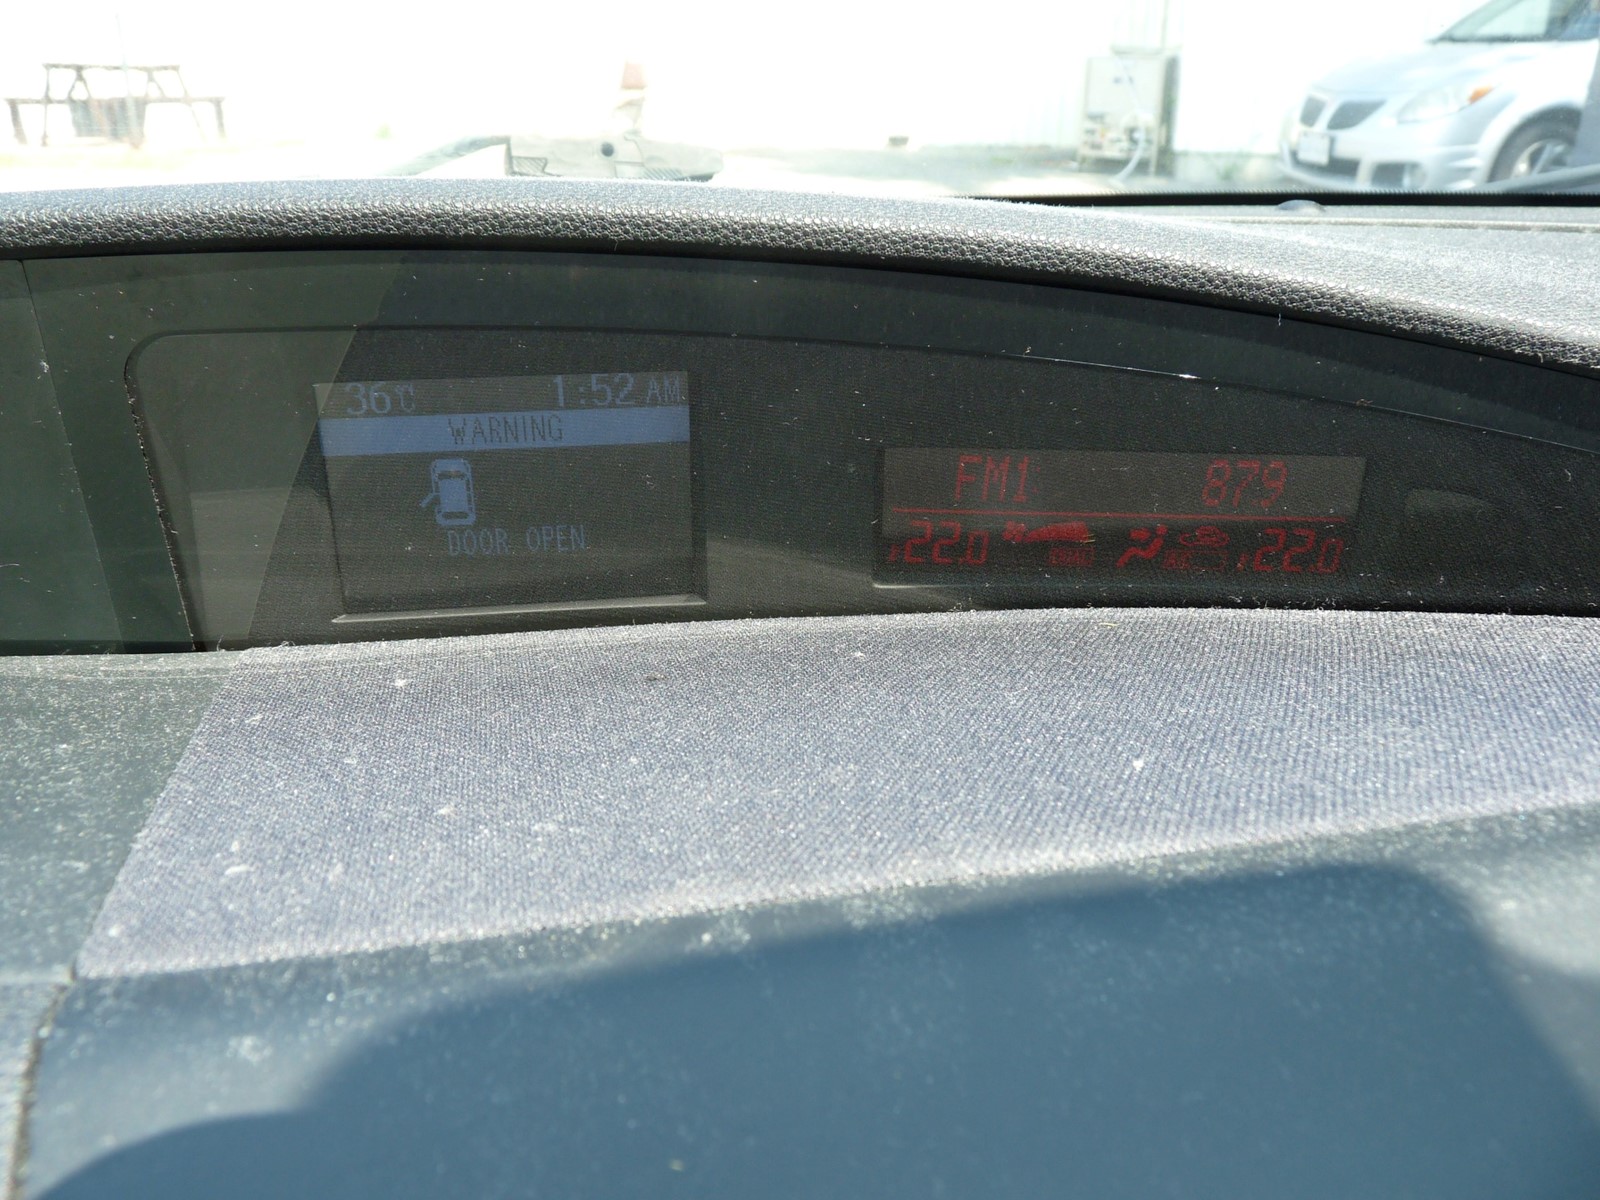 36℃ 1:52 AM
WARNING
DOOR OPEN
FM1 879
22.0 22.0